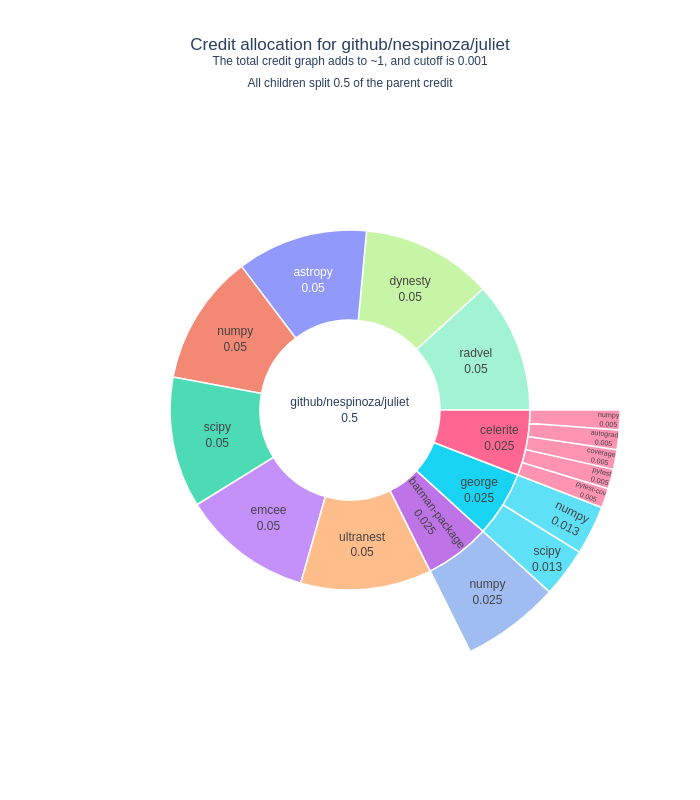 Credit allocation for github/nespinoza/juliet
The total credit graph adds to ~1, and cutoff is 0.001
All children split 0.5 of the parent credit
astropy
0.05
dynesty
0.05
numpy
0.05
radvel
0.05
github/nespinoza/juliet
0.5
scipy
0.05
celerite
0.025
numpy
0.005
autograd
0.005
coverage
0.005
pytest
0.005
pytest-cov
0.005
george
0.025
numpy
0.013
scipy
0.013
emcee
0.05
ultranest
0.05
batman-package
0.025
numpy
0.025